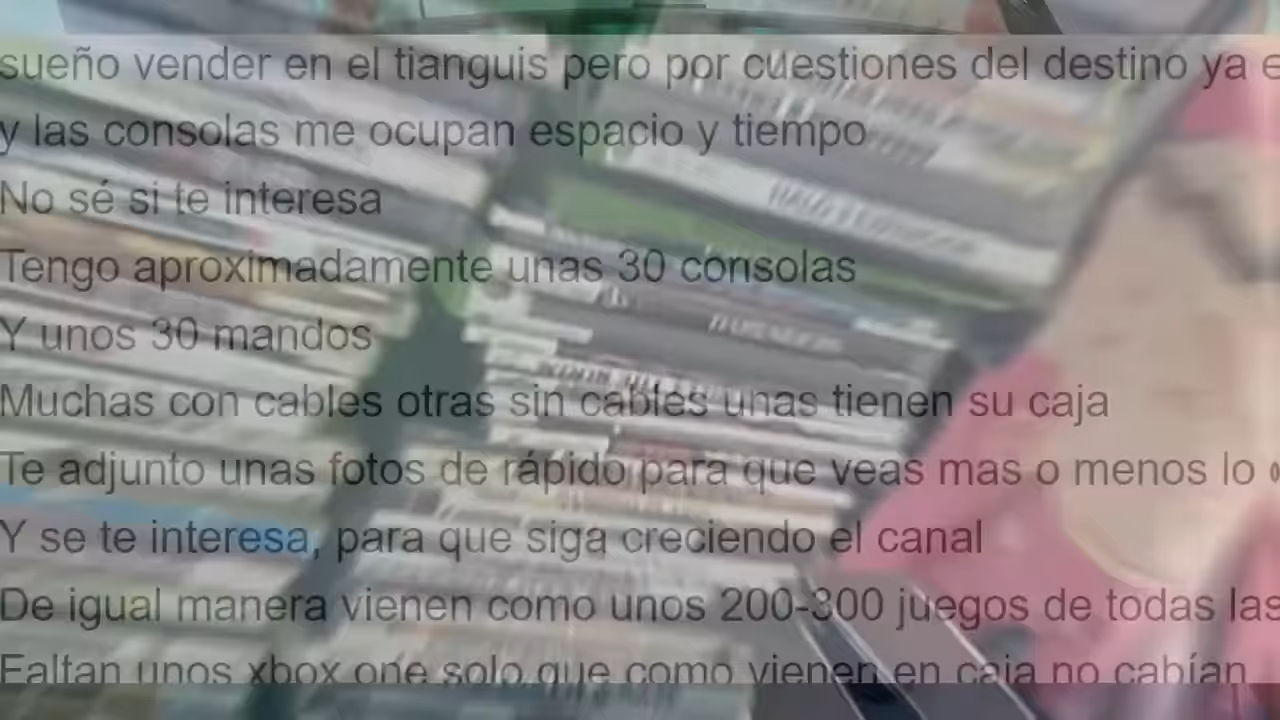 sueño vender en el tianguis pero por cuestiones del destino ya
y las consolas me ocupan espacio y tiempo
No sé si te interesa
Tengo aproximadamente unas 30 consolas
Y unos 30 mandos
Muchas con cables otras sin cables unas tienen su caja
Te adjunto unas fotos de rápido para que veas mas o menos lo
Y se te interesa, para que siga creciendo el canal
De igual manera vienen como unos 200-300 juegos de todas las
Faltan unos xbox one solo que como vienen en caja no cabían